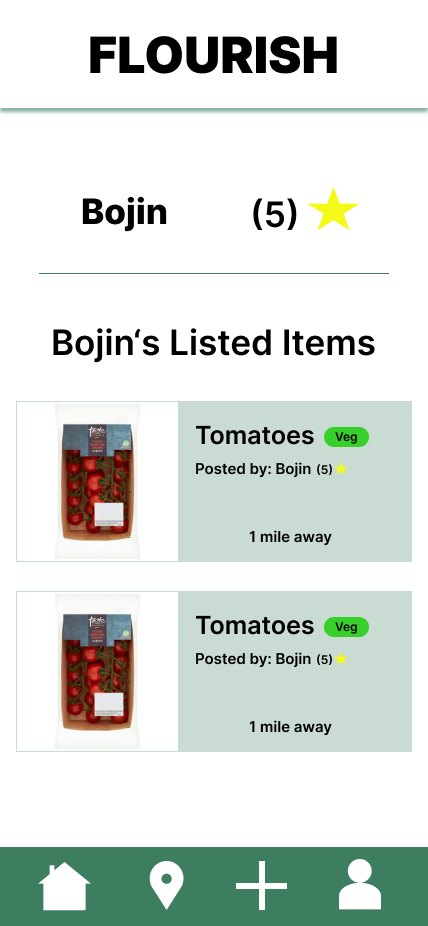 FLOURISH
Bojin (5)
Bojin‘s Listed Items
Tomatoes Veg
Posted by: Bojin (5)
1 mile away
Tomatoes Veg
Posted by: Bojin (5)
1 mile away